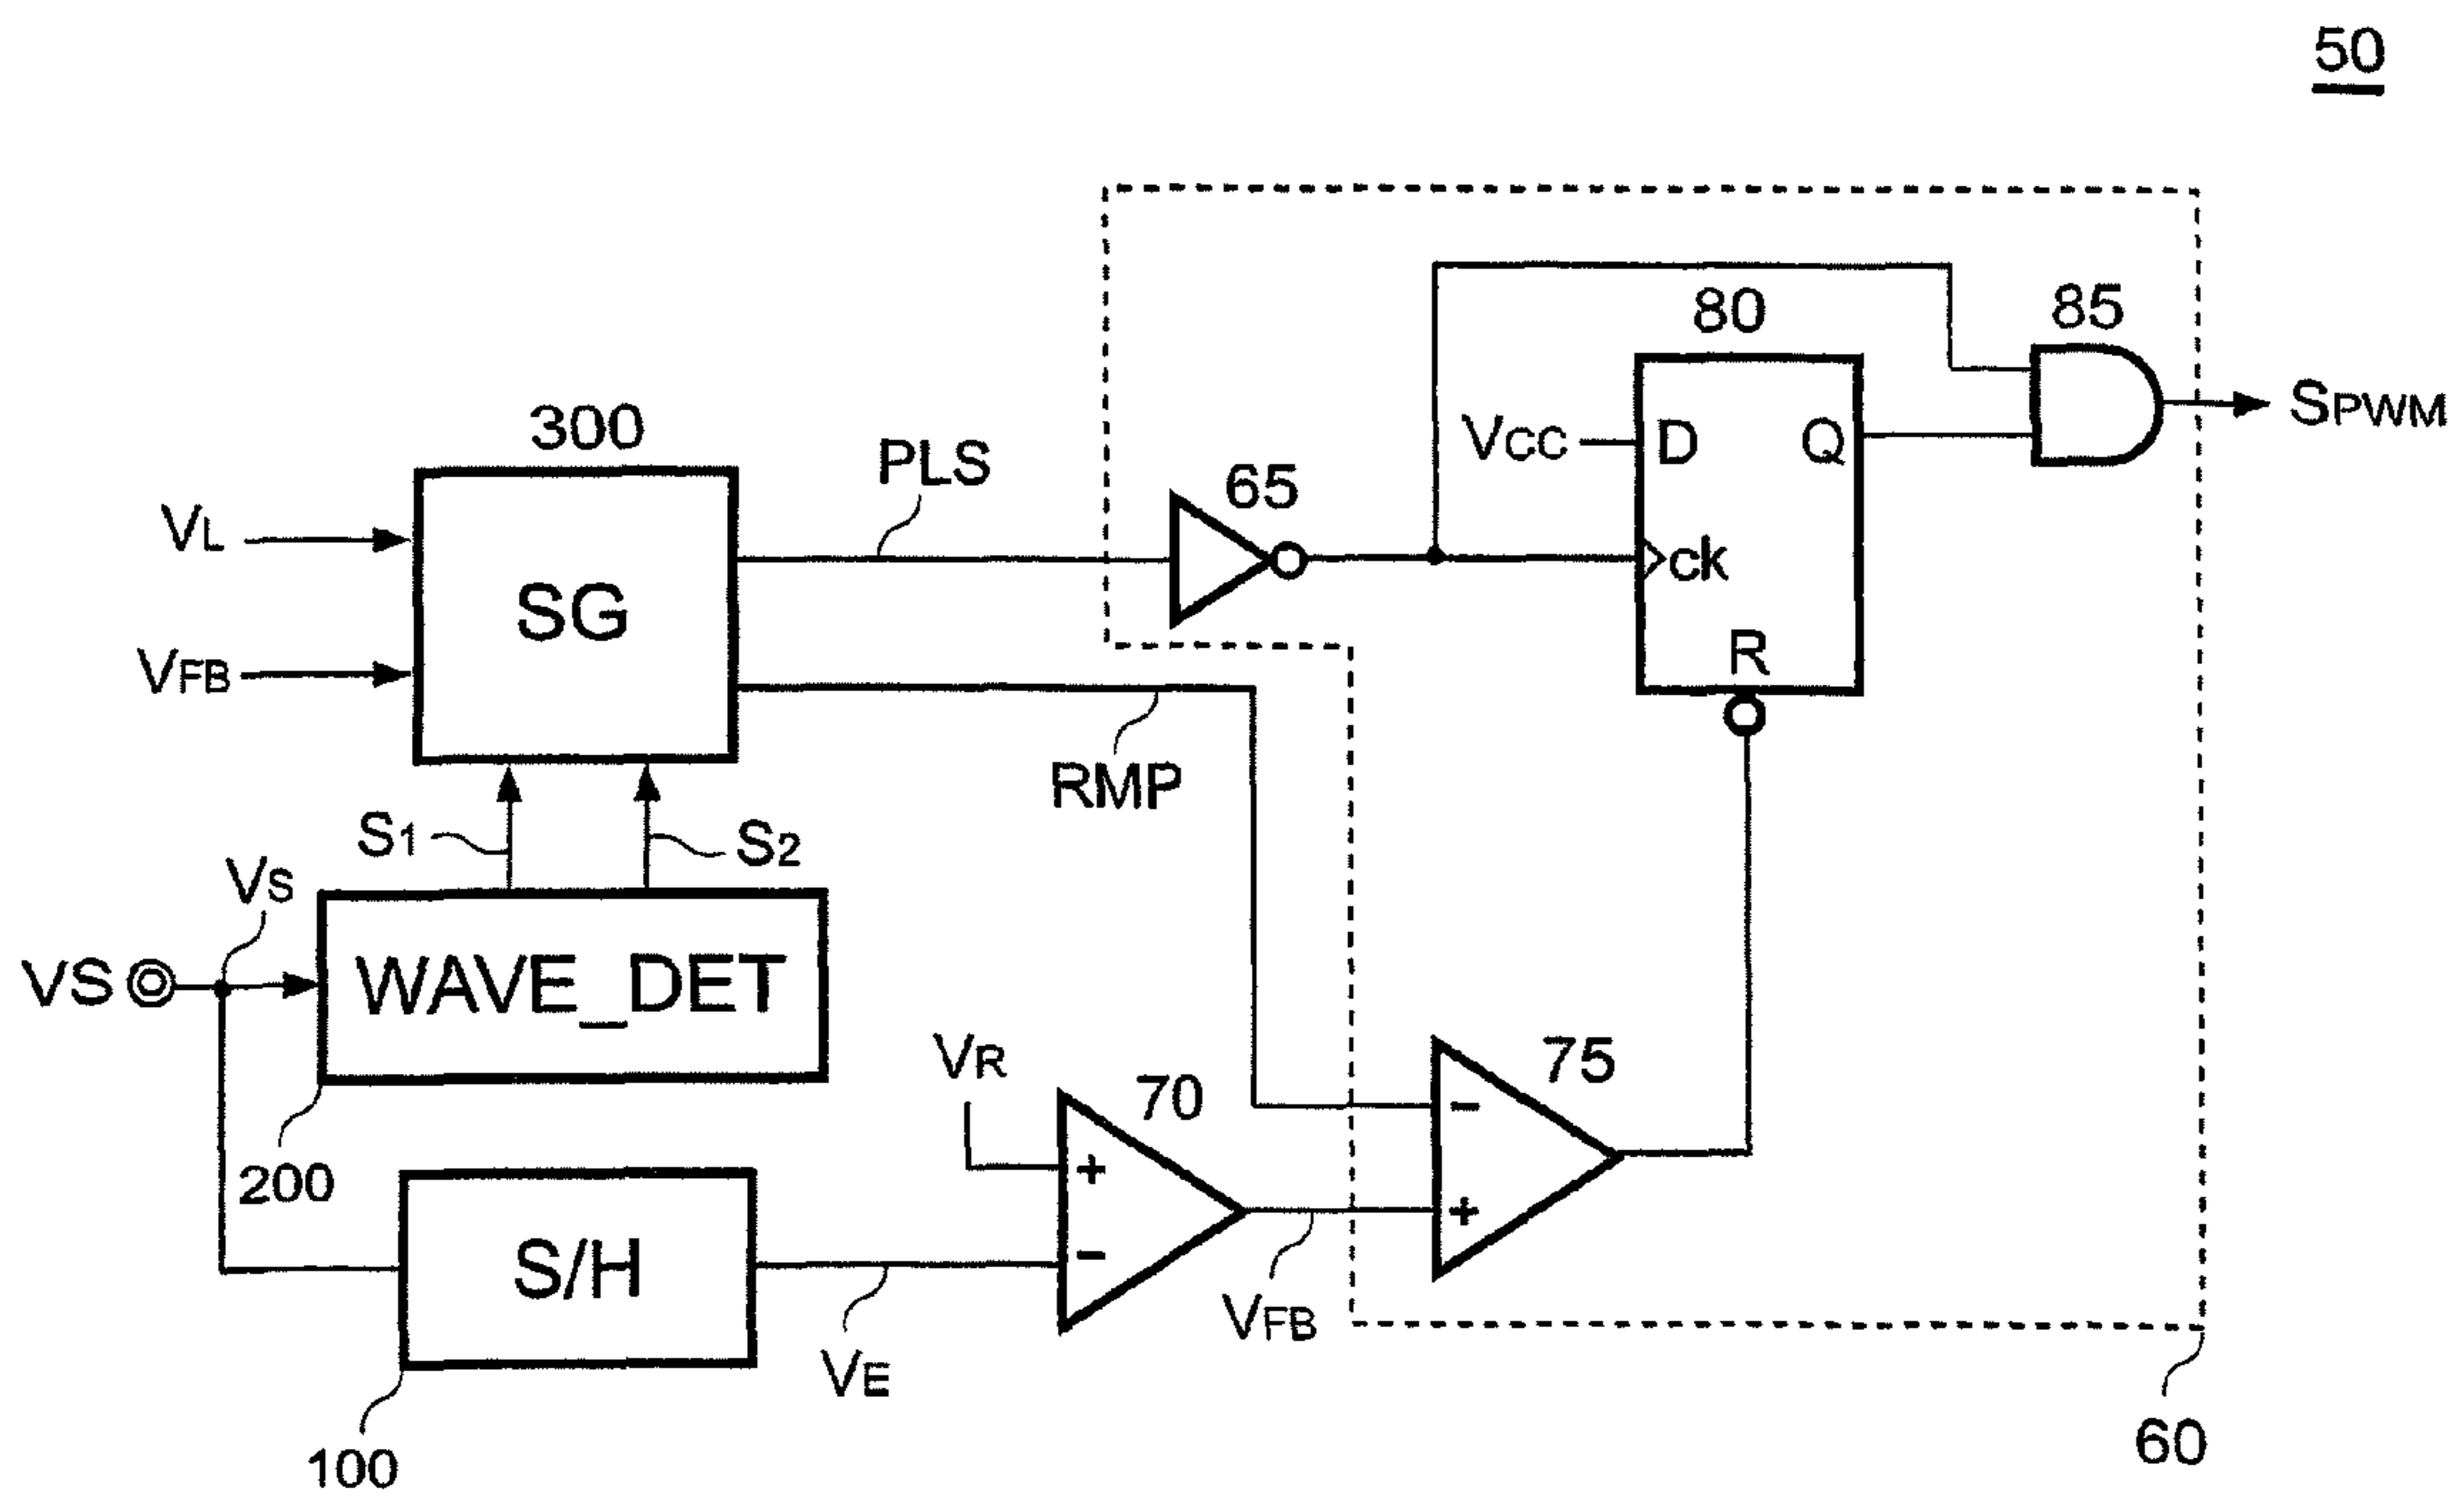 50
80
85
300
PLS
65
VCC
D
Q
SPWM
VL
SG
ck
VFB
R
RMP
S1
S2
VS
VS
WAVE_DET
VR
70
75
200
S/H
VFB
VE
60
100
+
-
-
+